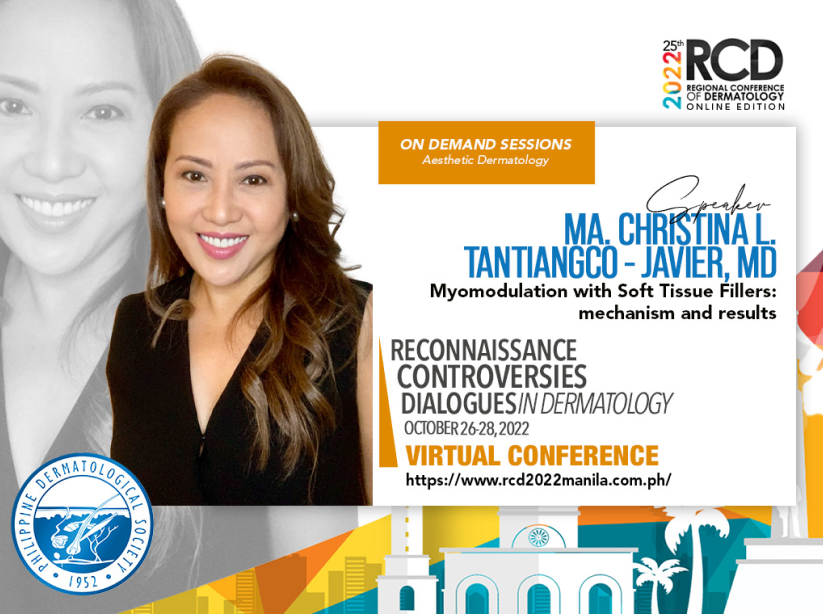 25th
2022
RCD
REGIONAL CONFERENCE
OF DERMATOLOGY
ONLINE EDITION
ON DEMAND SESSIONS
Aesthetic Dermatology
Speaker
MA. CHRISTINA L.
TANTIANGCO - JAVIER, MD
Myomodulation with Soft Tissue Fillers:
mechanism and results
RECONNAISSANCE
CONTROVERSIES
DIALOGUES IN DERMATOLOGY
OCTOBER 26-28, 2022
VIRTUAL CONFERENCE
https://www.rcd2022manila.com.ph/
PHILIPPINE DERMATOLOGICAL SOCIETY
• 1952 •